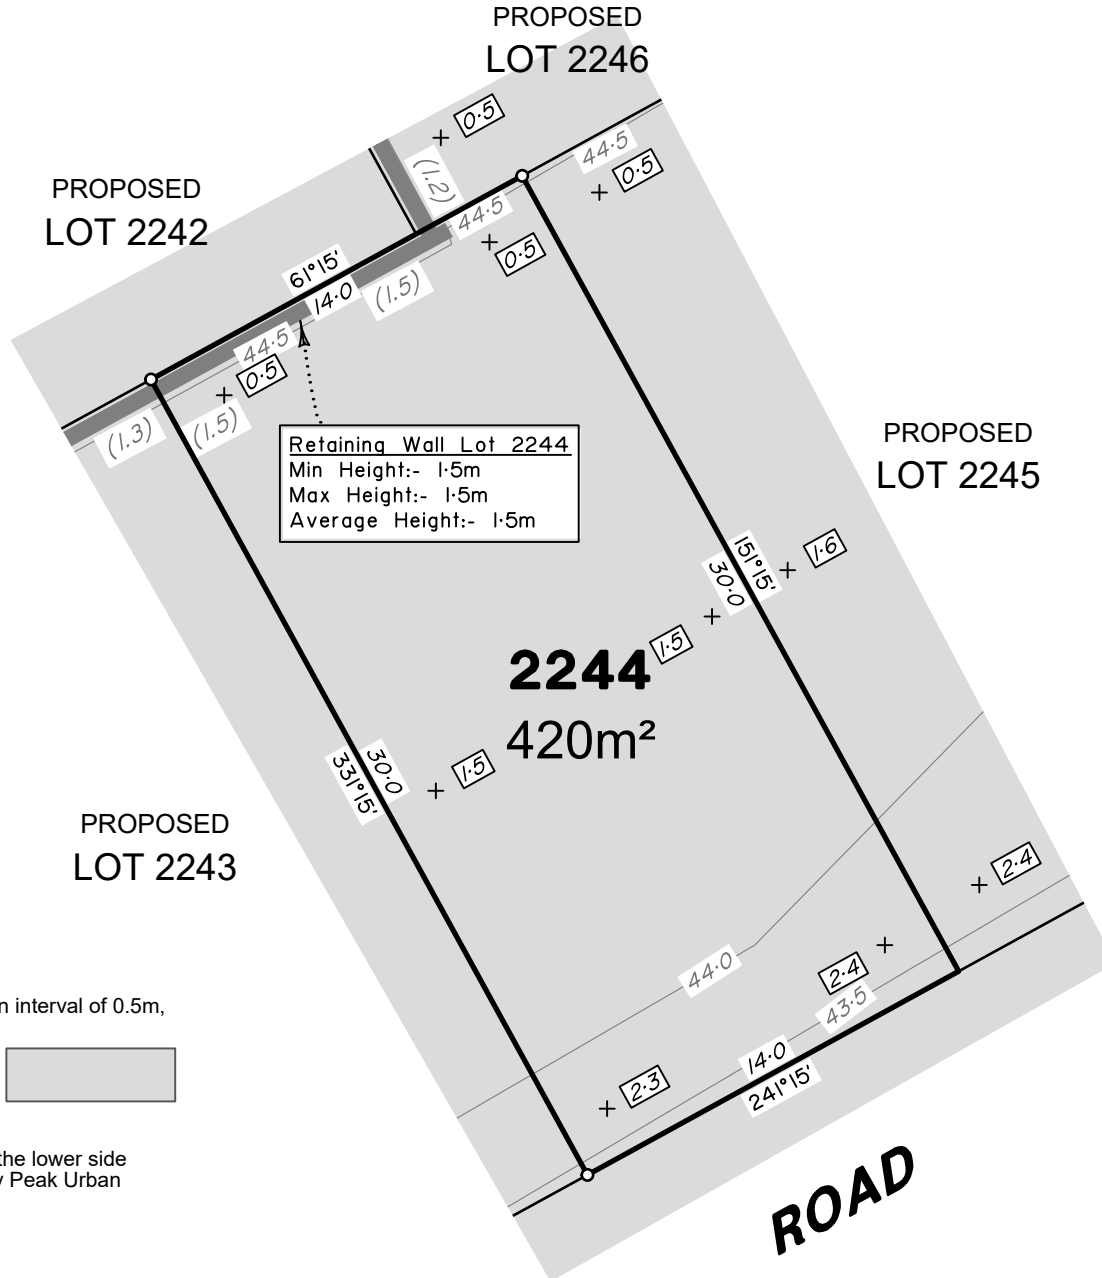 PROPOSED
LOT 2246
0·5
(1.2)
44·5
0·5
PROPOSED
LOT 2242
44·5
0·5
61°15'
14·0
(1.5)
44·5
0·5
(1.3)
(1.5)
Retaining Wall Lot 2244
Min Height:- 1·5m
Max Height:- 1·5m
Average Height:- 1·5m
PROPOSED
LOT 2245
151°15'
30·0
1·6
1·5
2244
420m²
30·0
331°15'
1·5
PROPOSED
LOT 2243
2·4
44·0
2·4
43·5
n interval of 0.5m,
14·0
241°15'
2·3
the lower side
y Peak Urban
ROAD